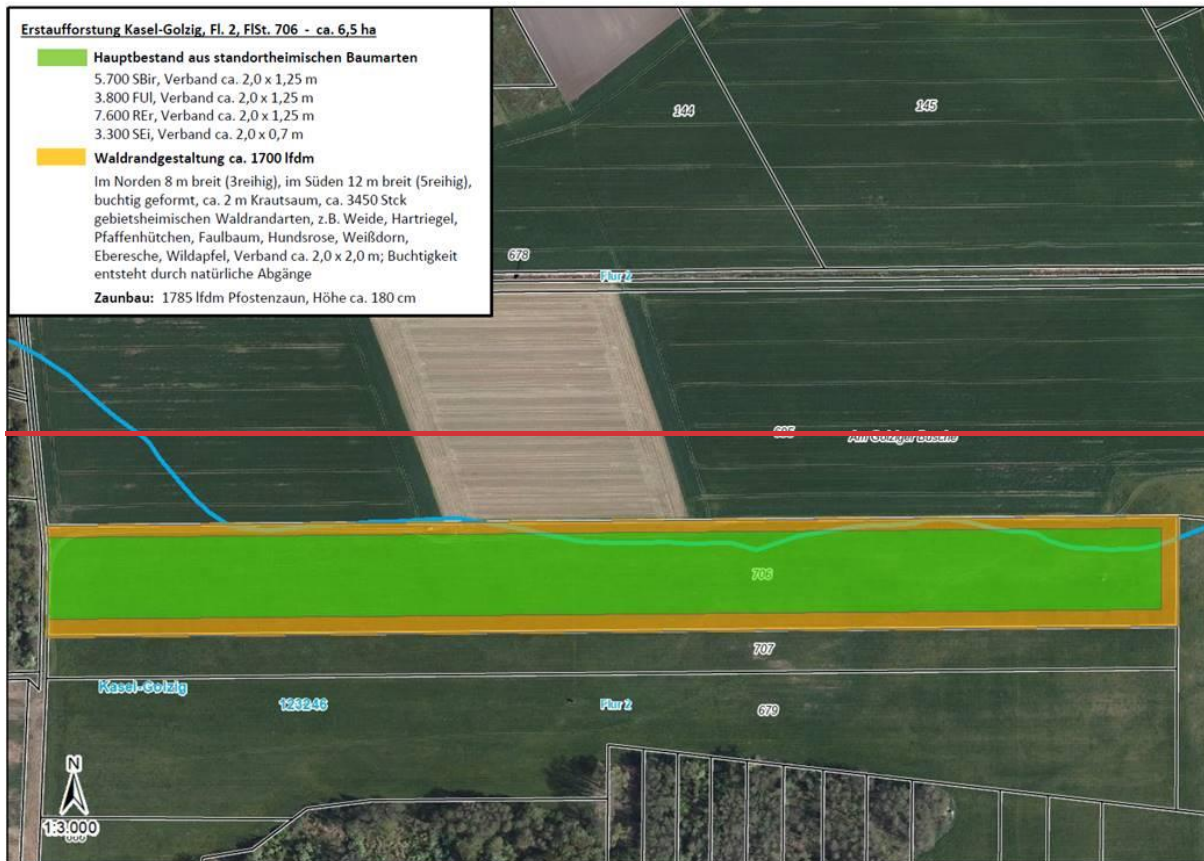 Erstaufforstung Kasel-Golzig, Fl. 2, FlSt. 706 - ca. 6,5 ha
Hauptbestand aus standortheimischen Baumarten
5.700 SBir, Verband ca. 2,0 x 1,25 m
3.800 FUl, Verband ca. 2,0 x 1,25 m
7.600 REr, Verband ca. 2,0 x 1,25 m
3.300 SEi, Verband ca. 2,0 x 0,7 m
Waldrandgestaltung ca. 1700 lfdm
Im Norden 8 m breit (3reihig), im Süden 12 m breit (5reihig),
buchtig geformt, ca. 2 m Krautsaum, ca. 3450 Stck
gebietsheimischen Waldrandarten, z.B. Weide, Hartriegel,
Pfaffenhütchen, Faulbaum, Hundsrose, Weißdorn,
Eberesche, Wildapfel, Verband ca. 2,0 x 2,0 m; Buchtigkeit
entsteht durch natürliche Abgänge
Zaunbau: 1785 lfdm Pfostenzaun, Höhe ca. 180 cm
144
145
678
Flur 2
Am Golziger Busche
706
707
Kasel-Golzig
123246
Flur 2
679
N
1:3.000